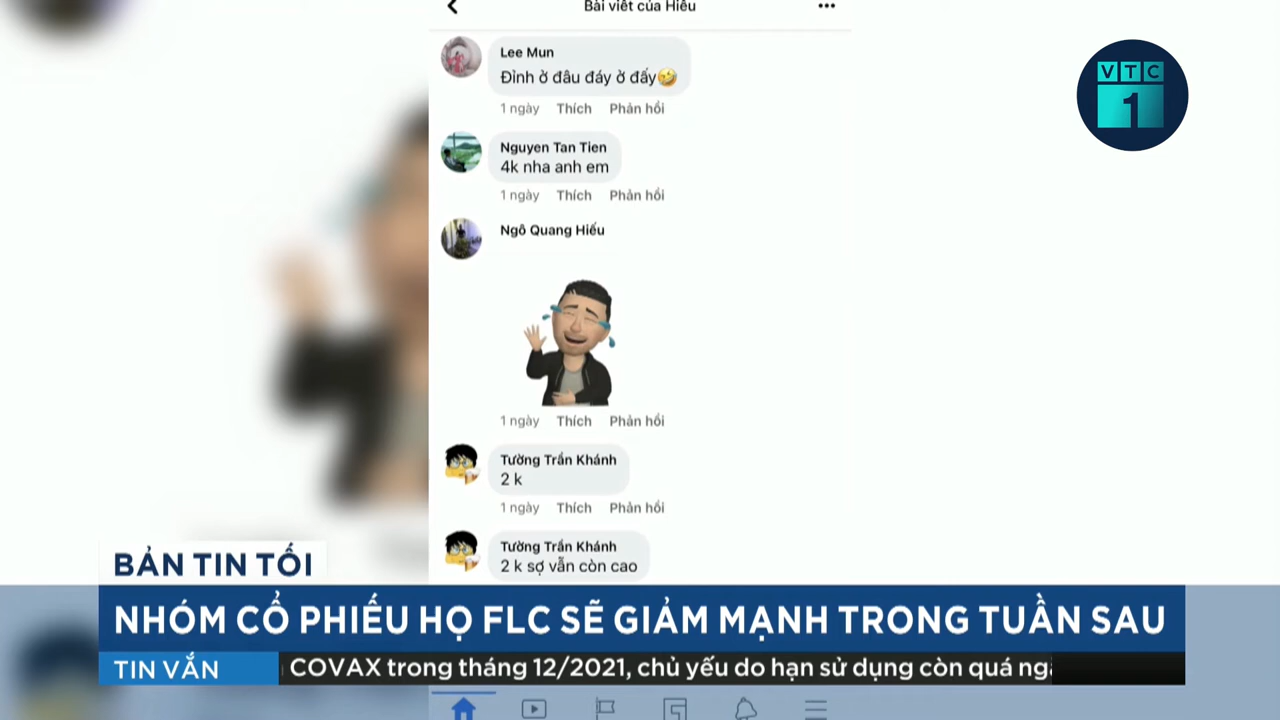 Bài viết của Hiếu
Lee Mun
Đỉnh ở đâu đáy ở đấy🤣
1 ngày Thích Phản hồi
VTC
1
Nguyen Tan Tien
4k nha anh em
1 ngày Thích Phản hồi
Ngô Quang Hiếu
1 ngày Thích Phản hồi
Tường Trần Khánh
2 k
1 ngày Thích Phản hồi
Tường Trần Khánh
2 k sợ vẫn còn cao
BẢN TIN TỐI
NHÓM CỔ PHIẾU HỌ FLC SẼ GIẢM MẠNH TRONG TUẦN SAU
TIN VẮN
COVAX trong tháng 12/2021, chủ yếu do hạn sử dụng còn quá